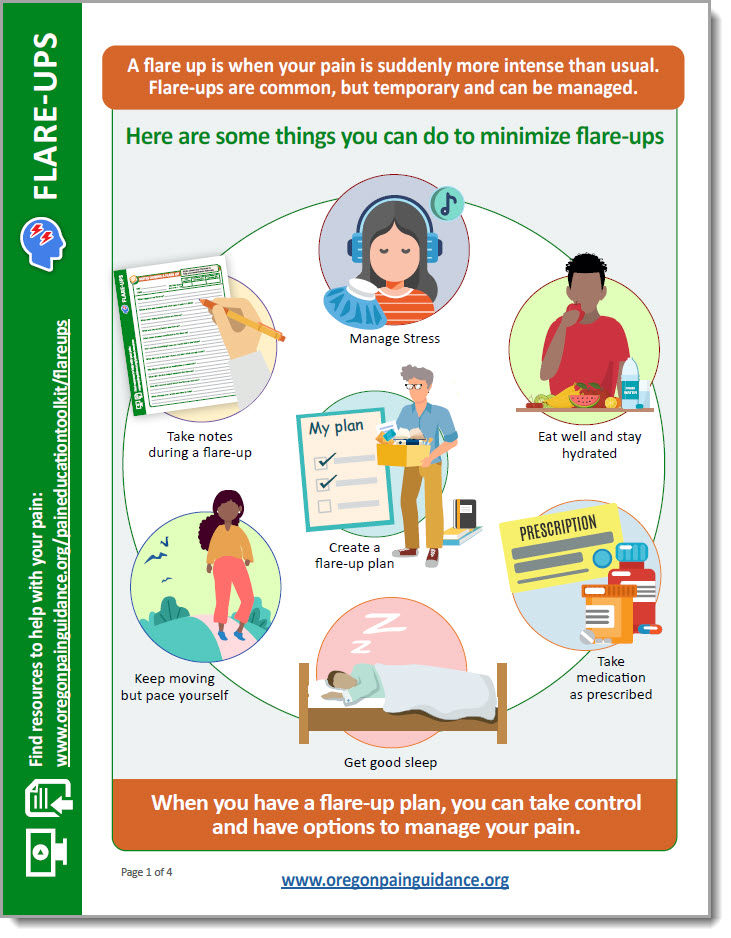 FLARE-UPS
Find resources to help with your pain:
www.oregonpainguidance.org/paineducationtoolkit/flareups
A flare up is when your pain is suddenly more intense than usual.
Flare-ups are common, but temporary and can be managed.
Here are some things you can do to minimize flare-ups
Manage Stress
FLARE-UPS
Take notes
during a flare-up
Eat well and stay
hydrated
My plan
Create a
flare-up plan
PRESCRIPTION
Keep moving
but pace yourself
Take
medication
as prescribed
Z
Z
Get good sleep
When you have a flare-up plan, you can take control
and have options to manage your pain.
Page 1 of 4
www.oregonpainguidance.org